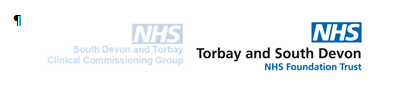 ¶
NHS
South Devon and Torbay
Clinical Commissioning Group
NHS
Torbay and South Devon
NHS Foundation Trust